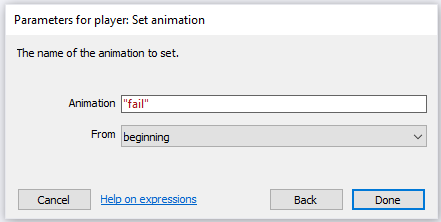 Parameters for player: Set animation
The name of the animation to set.
Animation "fail"
From beginning
Cancel Help on expressions Back Done